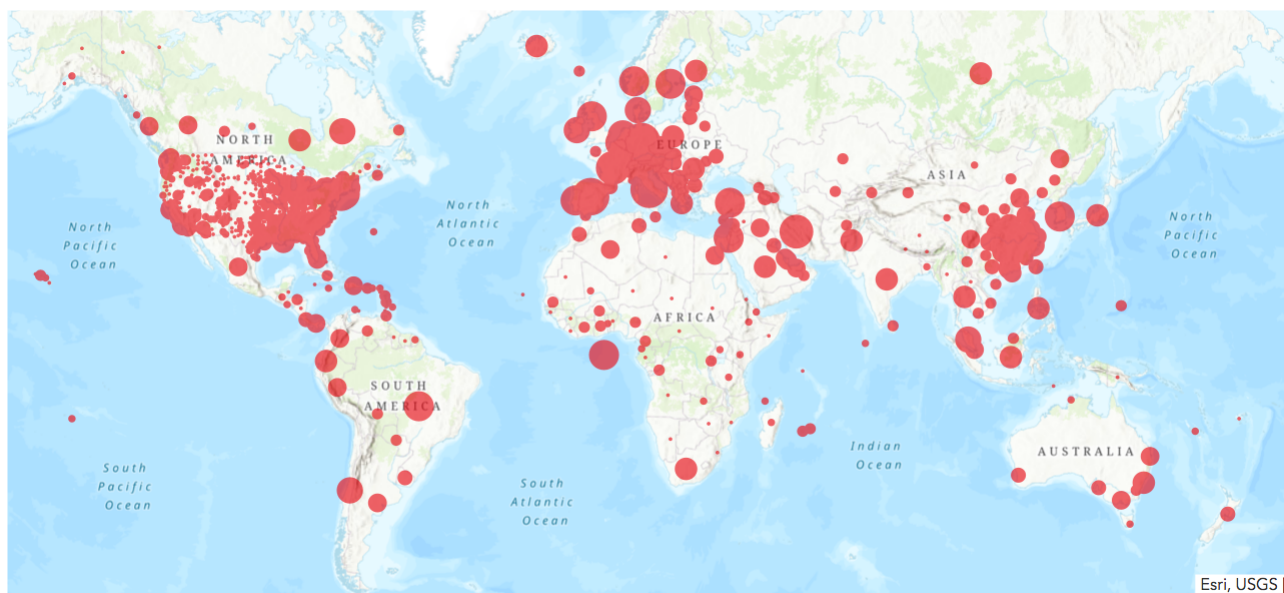 NORTH
AMERICA
EUROPE
ASIA
North
Atlantic
Ocean
North
Pacific
Ocean
North
Pacific
Ocean
AFRICA
SOUTH
AMERICA
Indian
Ocean
AUSTRALIA
South
Pacific
Ocean
South
Atlantic
Ocean
Esri, USGS |